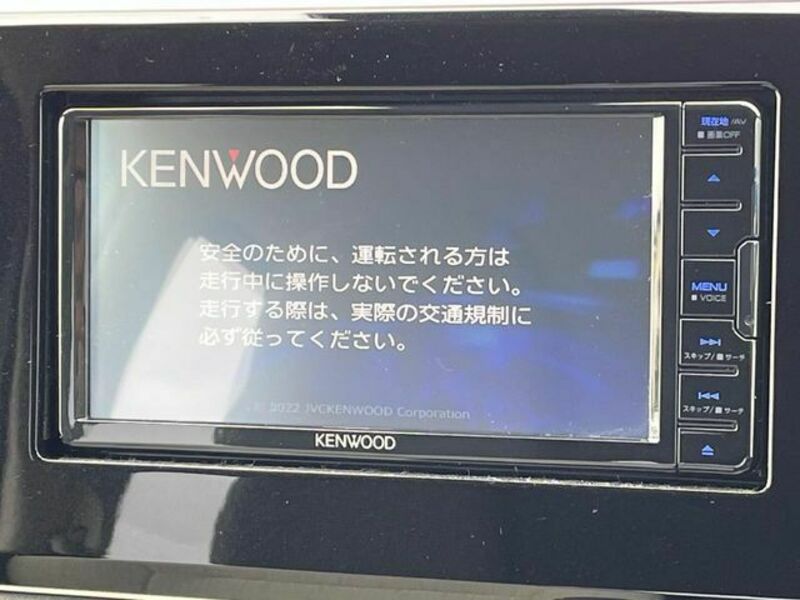 KENWOOD
安全のために、運転される方は
走行中に操作しないでください。
走行する際は、実際の交通規制に
必ず従ってください。
© 2022 JVCKENWOOD Corporation
KENWOOD
現在地/AV
■ 画面OFF
MENU
■ VOICE
スキップ/■サーチ
スキップ/■サーチ